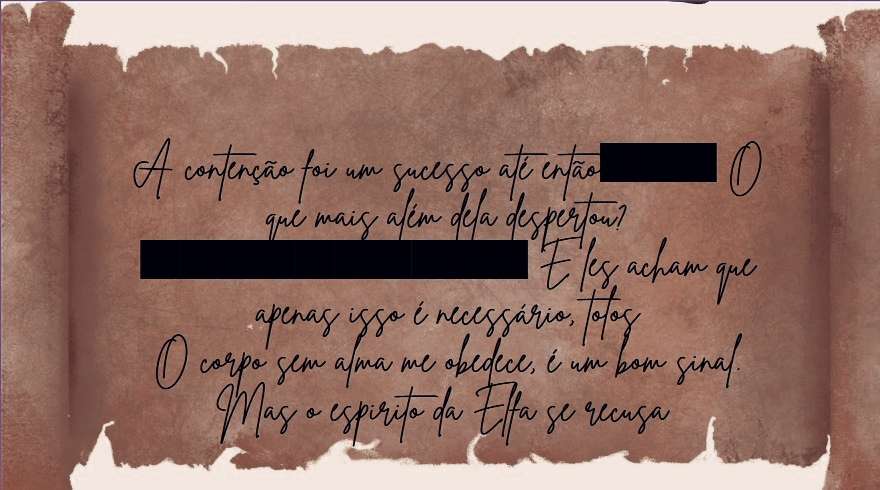 A contenção foi um sucesso até então O
que mais além dela despertou?
Eles acham que
apenas isso é necessário, tolos
O corpo sem alma me obedece, é um bom sinal.
Mas o espirito da Elfa se recusa